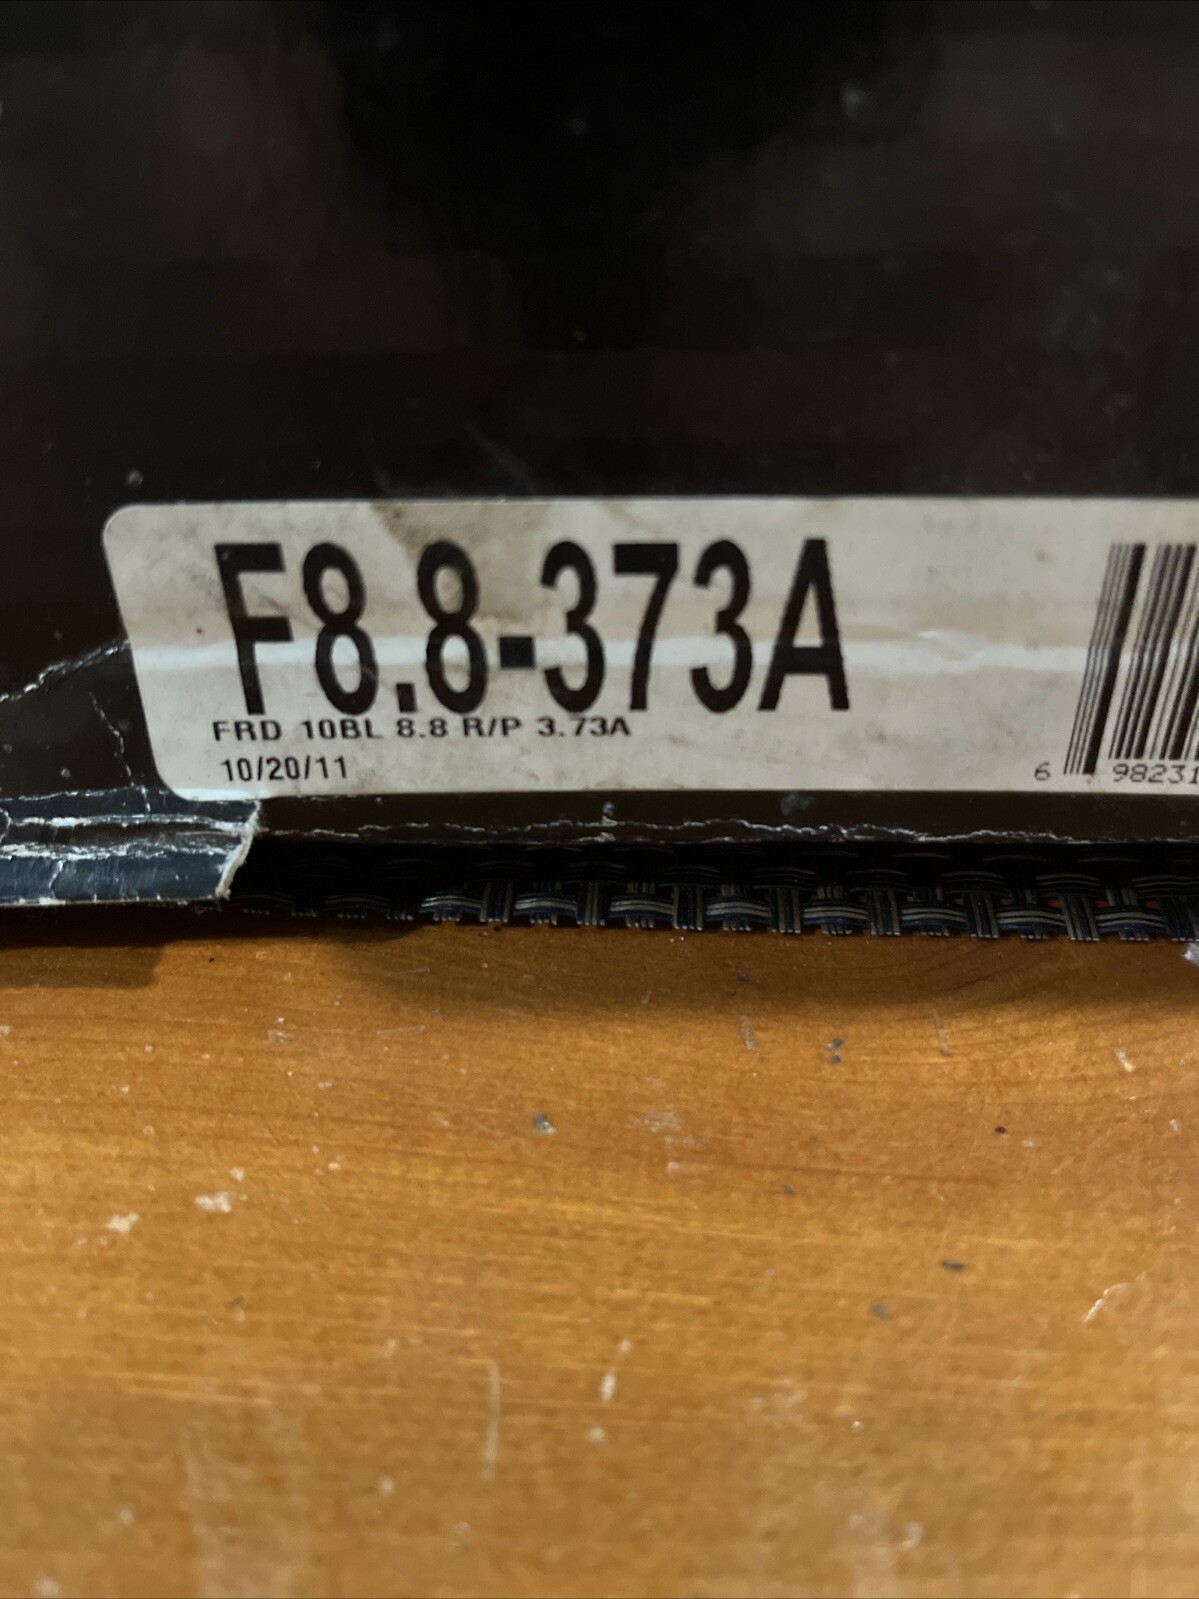 F8.8-373A
FRD 10BL 8.8 R/P 3.73A
10/20/11
6 98231